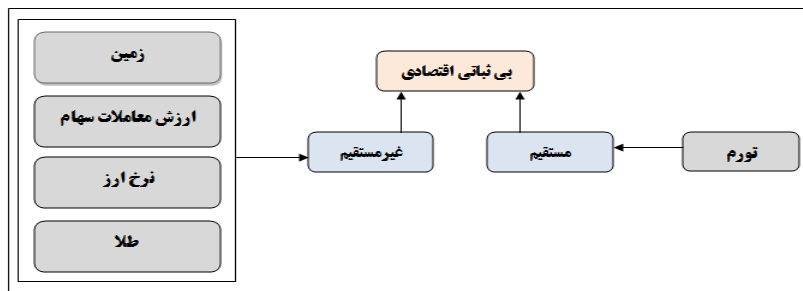 زمین
ارزش معاملات سهام
نرخ ارز
طلا
بی ثباتی اقتصادی
غیرمستقیم
مستقیم
تورم